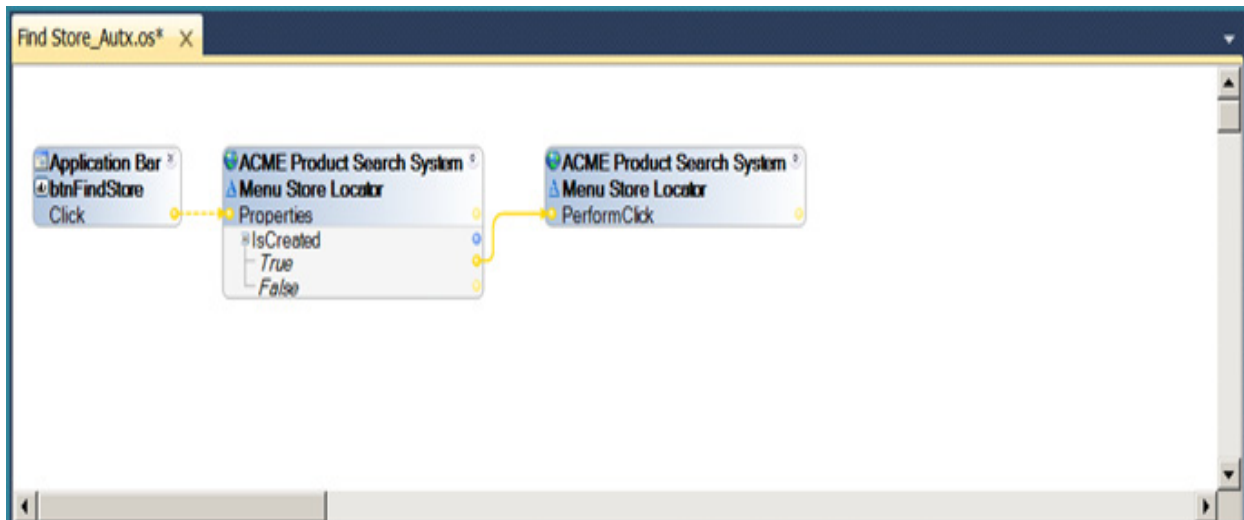 Find Store_Autx.os*
Application Bar
btnFindStore
Click
ACME Product Search System
Menu Store Locator
Properties
IsCreated
True
False
ACME Product Search System
Menu Store Locator
PerformClick